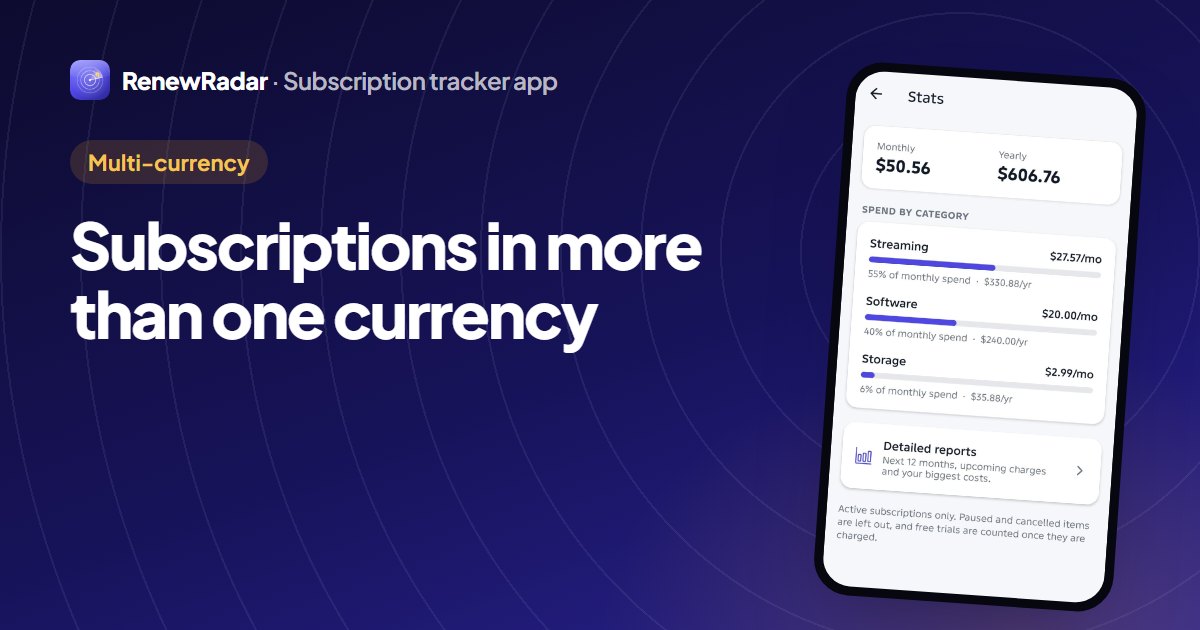 RenewRadar · Subscription tracker app
Multi-currency
Subscriptions in more
than one currency
Stats
Monthly
$50.56
Yearly
$606.76
SPEND BY CATEGORY
Streaming
$27.57/mo
55% of monthly spend · $330.88/yr
Software
$20.00/mo
40% of monthly spend · $240.00/yr
Storage
$2.99/mo
6% of monthly spend · $35.88/yr
Detailed reports
Next 12 months, upcoming charges
and your biggest costs.
Active subscriptions only. Paused and cancelled items
are left out, and free trials are counted once they are
charged.